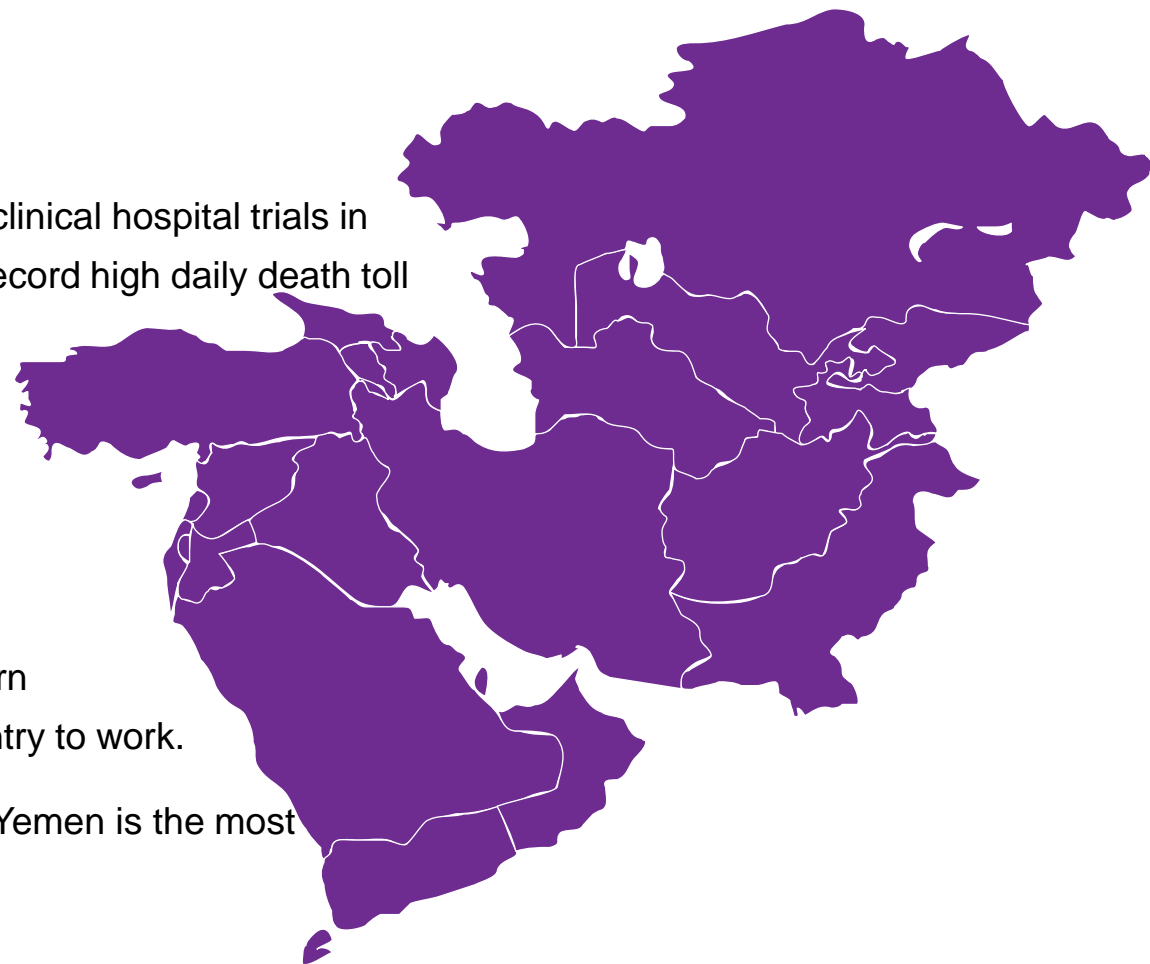 clinical hospital trials in
ecord high daily death toll
rn
ntry to work.
Yemen is the most